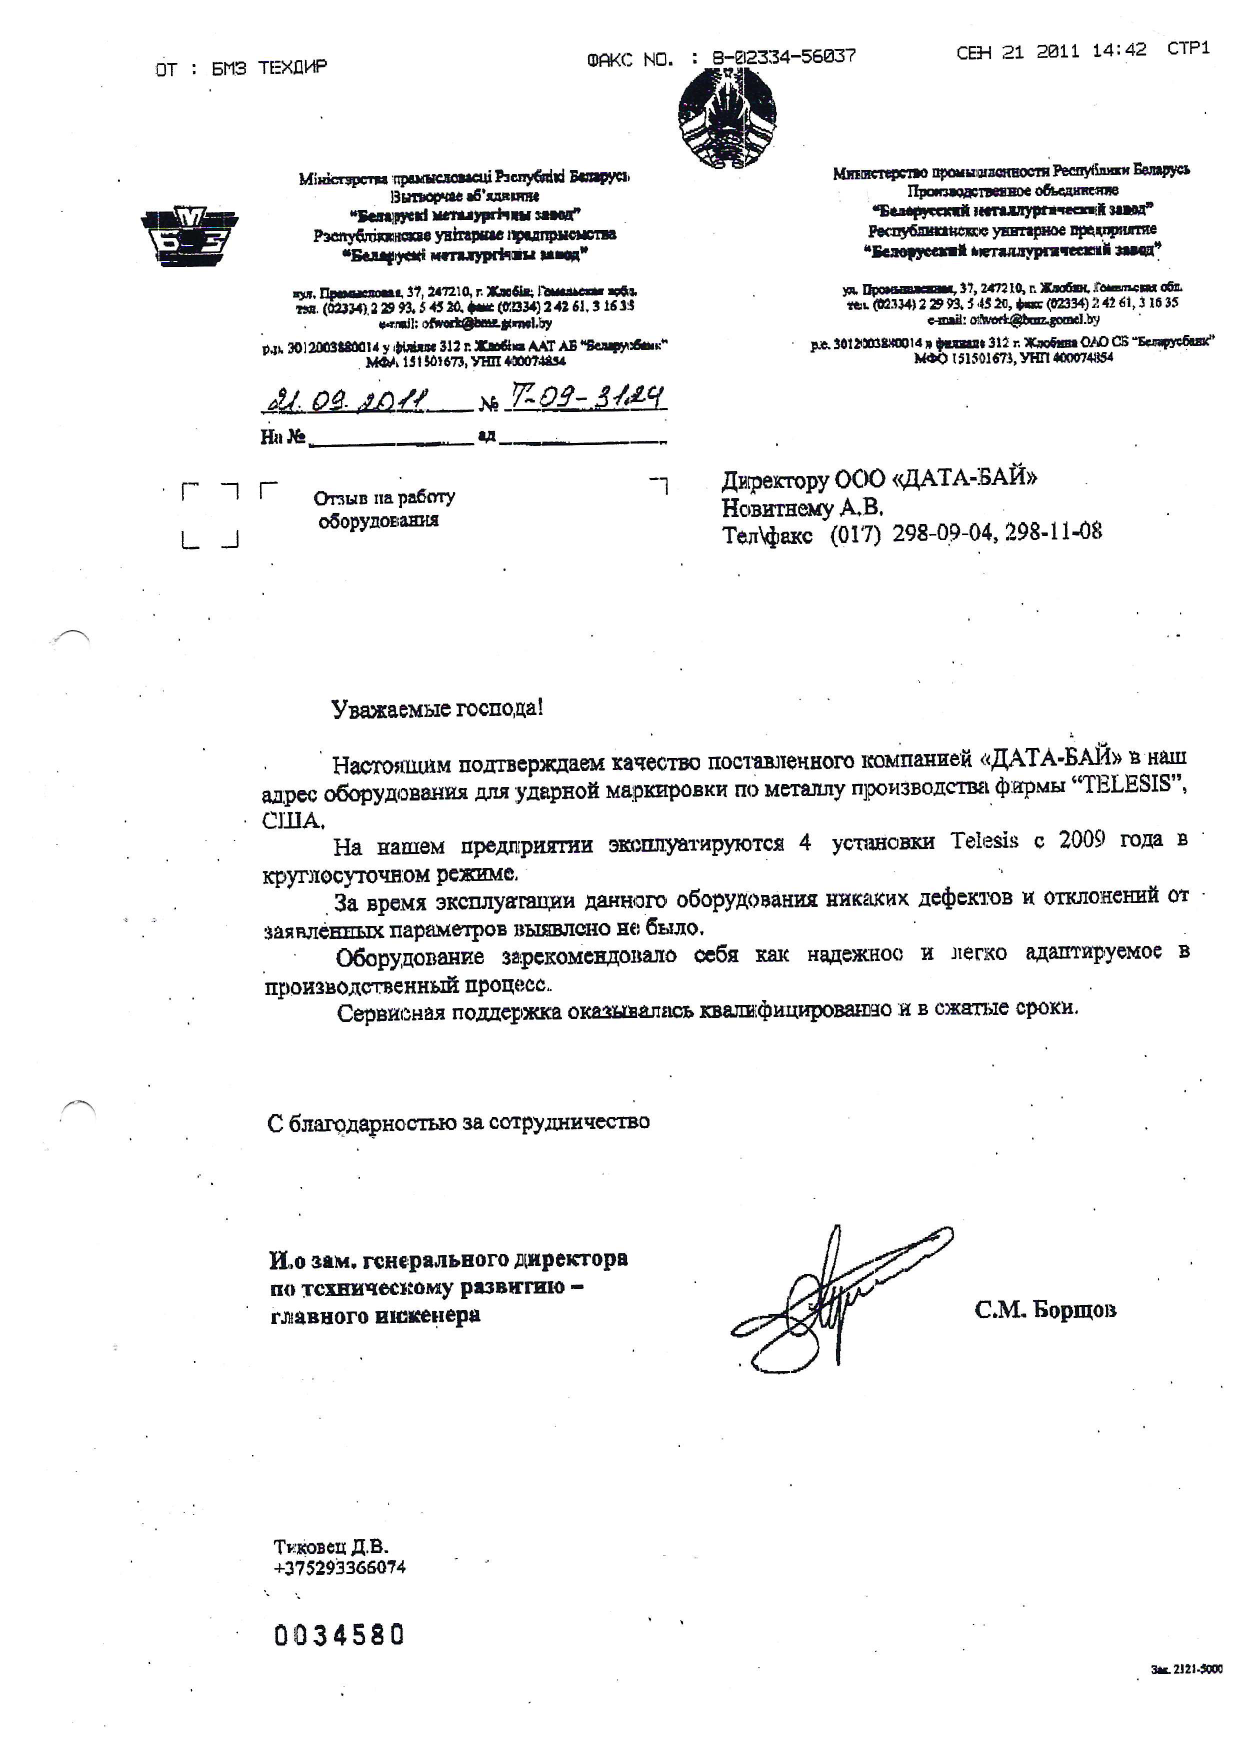 ОТ : БМЗ ТЕХДИР
ФАКС NO. : 8-02334-56037
СЕН 21 2011 14:42 СТР1
Міністэрства прамысловасці Рэспублікі Беларусь
Вытворчае аб'яднанне
“Беларускі металургічны завод”
Рэспубліканскае унітарнае прадпрыемства
“Беларускі металургічны завод”
вул. Прамысловая, 37, 247210, г. Жлобін, Гомельская вобл.
тэл. (02334) 2 29 93, 5 45 20, факс (02334) 2 42 61, 3 16 35
e-mail: ofwork@bmz.gomel.by
р.р. 3012003880014 у філіяле 312 г. Жлобіна ААТ АБ “Беларусбанк”
МФА 151501673, УНП 400074854
БМЗ
Министерство промышленности Республики Беларусь
Производственное объединение
“Белорусский металлургический завод”
Республиканское унитарное предприятие
“Белорусский металлургический завод”
ул. Промышленная, 37, 247210, г. Жлобин, Гомельская обл.
тел. (02334) 2 29 93, 5 45 20, факс (02334) 2 42 61, 3 16 35
e-mail: ofwork@bmz.gomel.by
р.с. 3012003880014 в филиале 312 г. Жлобина ОАО СБ “Беларусбанк”
МФО 151501673, УНП 400074854
21.09.2011 № Т-09-3124
На № ад
Отзыв на работу
оборудования
Директору ООО «ДАТА-БАЙ»
Новитнему А.В.
Тел\факс (017) 298-09-04, 298-11-08
Уважаемые господа!
Настоящим подтверждаем качество поставленного компанией «ДАТА-БАЙ» в наш
адрес оборудования для ударной маркировки по металлу производства фирмы “TELESIS”,
США.
На нашем предприятии эксплуатируются 4 установки Telesis с 2009 года в
круглосуточном режиме.
За время эксплуатации данного оборудования никаких дефектов и отклонений от
заявленных параметров выявлено не было.
Оборудование зарекомендовало себя как надежное и легко адаптируемое в
производственный процесс.
Сервисная поддержка оказывалась квалифицированно и в сжатые сроки.
С благодарностью за сотрудничество
И.о зам. генерального директора
по техническому развитию –
главного инженера
С.М. Борщов
Тиковец Д.В.
+375293366074
0034580
Зак. 2121-5000